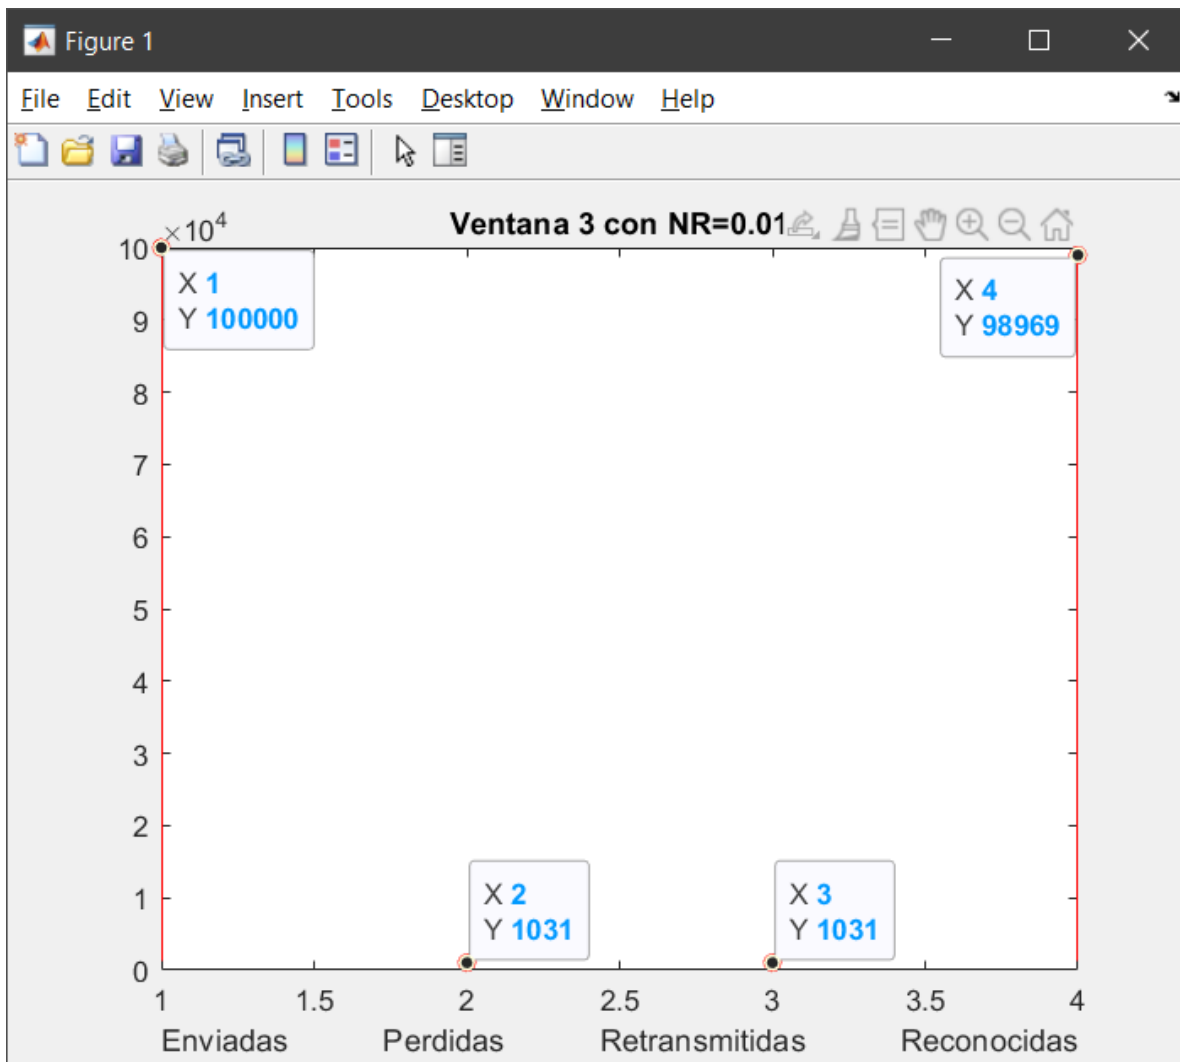 Figure 1
File Edit View Insert Tools Desktop Window Help
×10⁴
Ventana 3 con NR=0.01
10
X 1
Y 100000
X 4
Y 98969
9
8
7
6
5
4
3
2
1
X 2
Y 1031
X 3
Y 1031
0
1 1.5 2 2.5 3 3.5 4
Enviadas Perdidas Retransmitidas Reconocidas